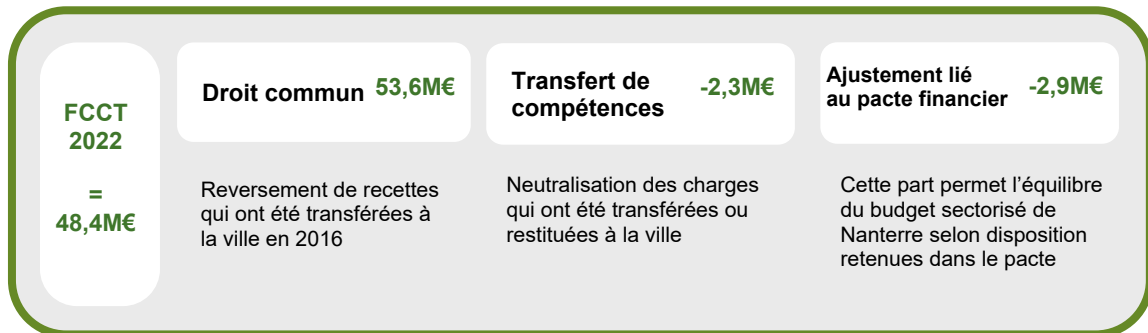 FCCT
2022
=
48,4M€
Droit commun 53,6M€
Reversement de recettes
qui ont été transférées à
la ville en 2016
Transfert de
compétences
-2,3M€
Neutralisation des charges
qui ont été transférées ou
restituées à la ville
Ajustement lié
au pacte financier
-2,9M€
Cette part permet l’équilibre
du budget sectorisé de
Nanterre selon disposition
retenues dans le pacte